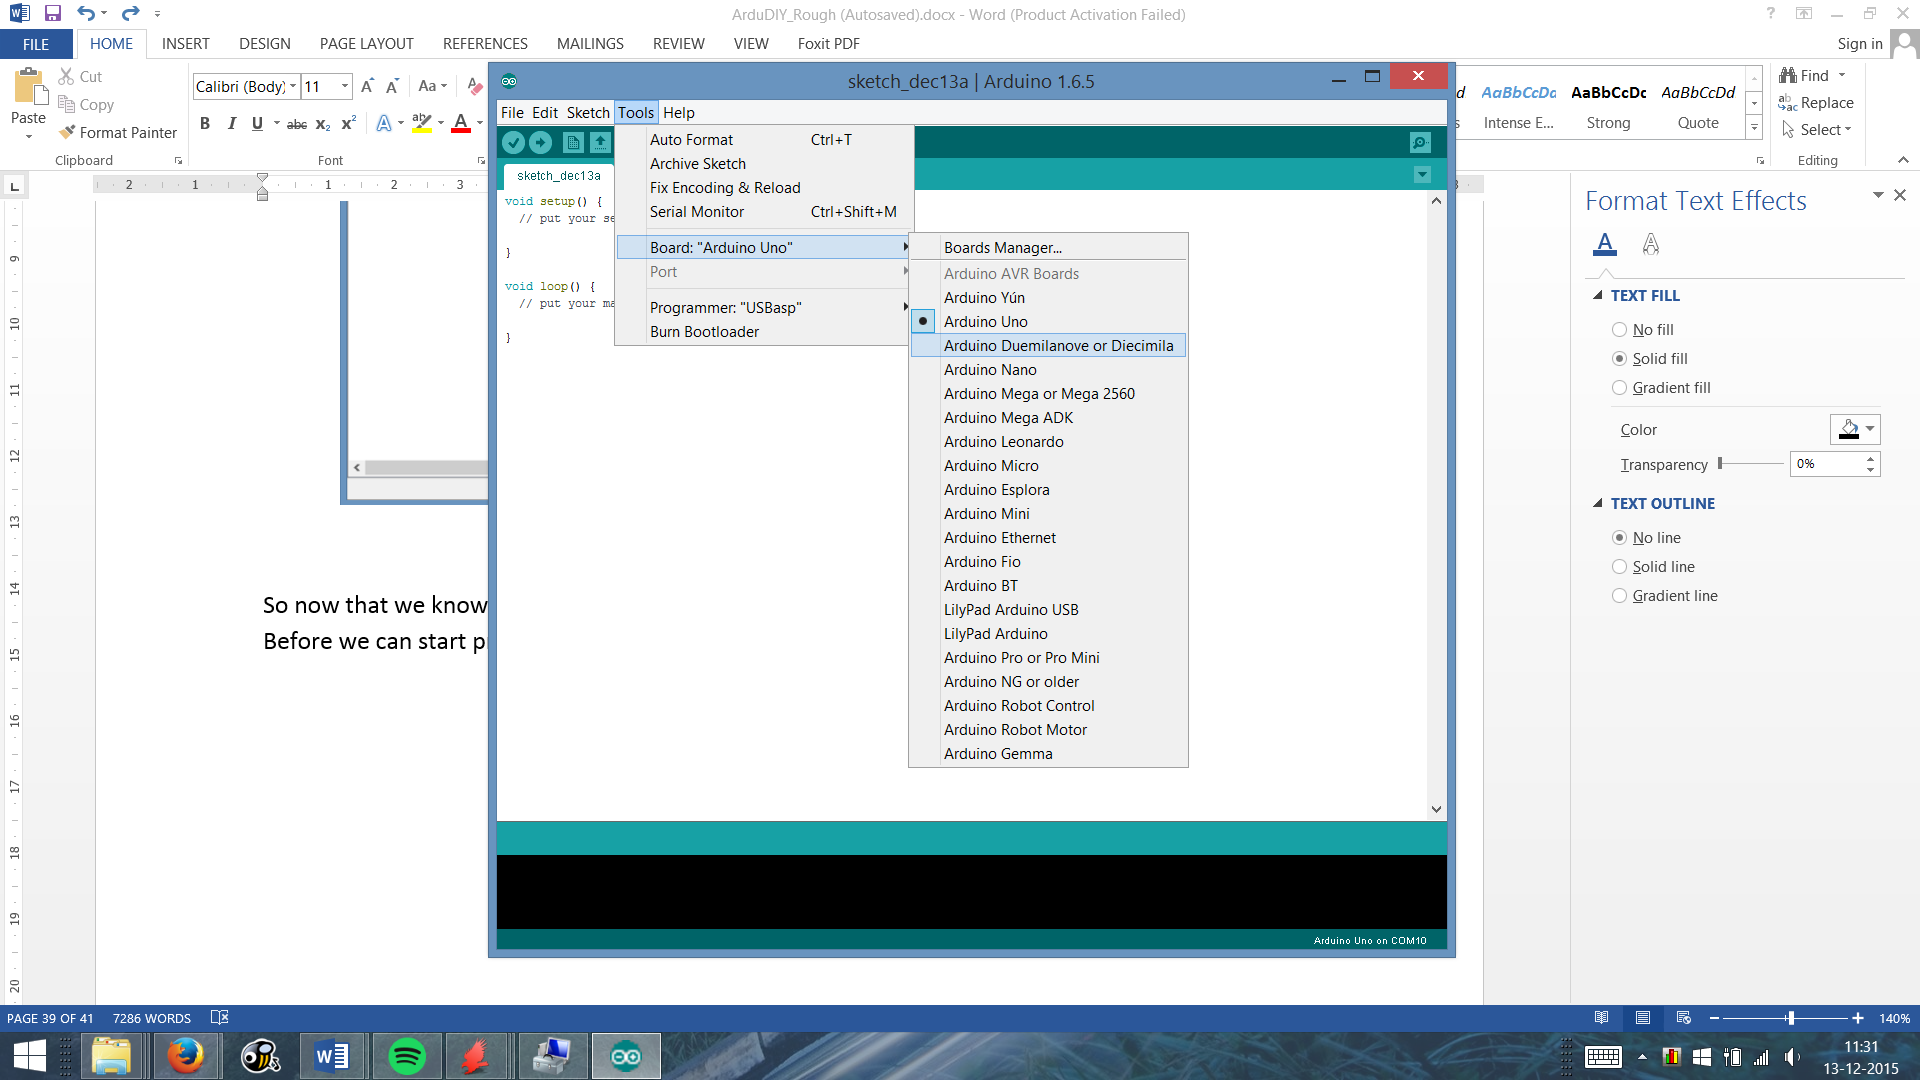 ArduDIY_Rough (Autosaved).docx - Word (Product Activation Failed)
FILE HOME INSERT DESIGN PAGE LAYOUT REFERENCES MAILINGS REVIEW VIEW Foxit PDF Sign in
Paste
Cut
Copy
Format Painter
Clipboard
Calibri (Body) 11
Font
Intense E...
Strong
Quote
Find
Replace
Select
Editing
sketch_dec13a | Arduino 1.6.5
File Edit Sketch Tools Help
sketch_dec13a
void setup() {
// put your se
}
void loop() {
// put your ma
}
Auto Format Ctrl+T
Archive Sketch
Fix Encoding & Reload
Serial Monitor Ctrl+Shift+M
Board: "Arduino Uno"
Port
Programmer: "USBasp"
Burn Bootloader
Boards Manager...
Arduino AVR Boards
Arduino Yún
Arduino Uno
Arduino Duemilanove or Diecimila
Arduino Nano
Arduino Mega or Mega 2560
Arduino Mega ADK
Arduino Leonardo
Arduino Micro
Arduino Esplora
Arduino Mini
Arduino Ethernet
Arduino Fio
Arduino BT
LilyPad Arduino USB
LilyPad Arduino
Arduino Pro or Pro Mini
Arduino NG or older
Arduino Robot Control
Arduino Robot Motor
Arduino Gemma
Arduino Uno on COM10
So now that we know
Before we can start p
Format Text Effects
TEXT FILL
No fill
Solid fill
Gradient fill
Color
Transparency 0%
TEXT OUTLINE
No line
Solid line
Gradient line
PAGE 39 OF 41 7286 WORDS 140%
11:31
13-12-2015